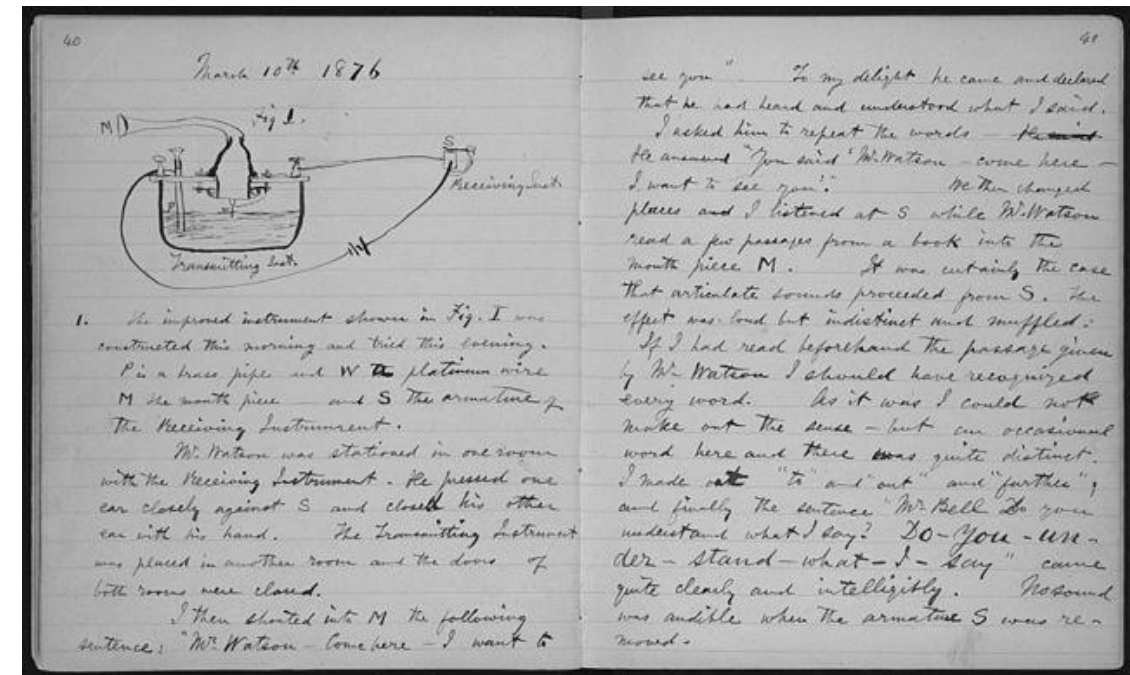 40
March 10th 1876
Fig 1.
M
S
Receiving Inst.
P
W
Transmitting Inst.
1. The improved instrument shown in Fig. I was
constructed this morning and tried this evening.
P is a brass pipe and W the platinum wire
M the mouth piece and S the armature of
the Receiving Instrument.
Mr. Watson was stationed in one room
with the Receiving Instrument. He pressed one
ear closely against S and closed his other
ear with his hand. The Transmitting Instrument
was placed in another room and the doors of
both rooms were closed.
I then shouted into M the following
sentence: "Mr. Watson - Come here - I want to
41
see you". To my delight he came and declared
that he had heard and understood what I said.
I asked him to repeat the words -
He answered "You said 'Mr. Watson - come here -
I want to see you'." We then changed
places and I listened at S while Mr. Watson
read a few passages from a book into the
mouth piece M. It was certainly the case
that articulate sounds proceeded from S. The
effect was loud but indistinct and muffled.
If I had read beforehand the passage given
by Mr. Watson I should have recognized
every word. As it was I could not
make out the sense - but an occasional
word here and there was quite distinct.
I made out "to" and "out" and "further";
and finally the sentence "Mr. Bell Do you
understand what I say? Do - You - un -
der - stand - what - I - say" came
quite clearly and intelligibly. No sound
was audible when the armature S was re-
moved.